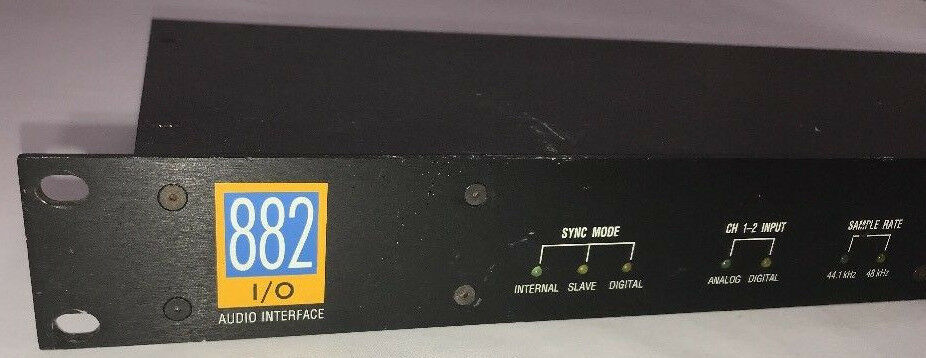 882
I/O
AUDIO INTERFACE
SYNC MODE
INTERNAL SLAVE DIGITAL
CH 1-2 INPUT
ANALOG DIGITAL
SAMPLE RATE
44.1 kHz 48 kHz